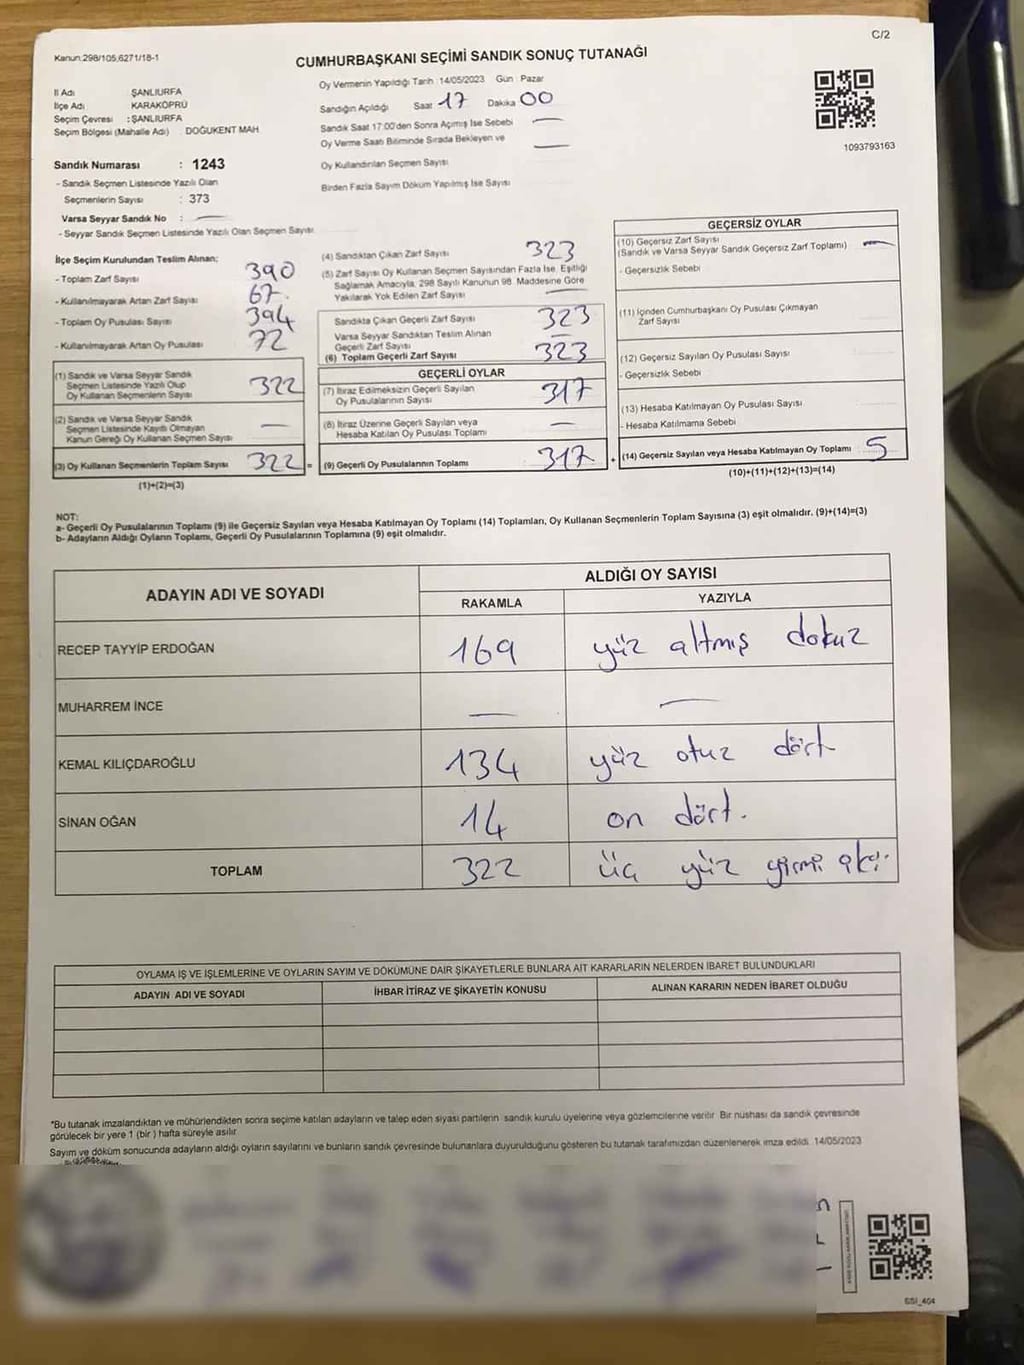 C/2
Kanun:298/105,6271/18-1
CUMHURBAŞKANI SEÇİMİ SANDIK SONUÇ TUTANAĞI
İl Adı ŞANLIURFA
İlçe Adı KARAKÖPRÜ
Seçim Çevresi : ŞANLIURFA
Seçim Bölgesi (Mahalle Adı) DOĞUKENT MAH
Sandık Numarası : 1243
- Sandık Seçmen Listesinde Yazılı Olan
Seçmenlerin Sayısı : 373
Varsa Seyyar Sandık No : —
- Seyyar Sandık Seçmen Listesinde Yazılı Olan Seçmen Sayısı
Oy Vermenin Yapıldığı Tarih :14/05/2023 Gün : Pazar
Sandığın Açıldığı Saat 17 Dakika 00
Sandık Saat 17:00'den Sonra Açılmış İse Sebebi —
Oy Verme Saati Bitiminde Sırada Bekleyen ve —
Oy Kullandırılan Seçmen Sayısı
Birden Fazla Sayım Döküm Yapılmış İse Sayısı
1093793163
İlçe Seçim Kurulundan Teslim Alınan;
- Toplam Zarf Sayısı 390
- Kullanılmayarak Artan Zarf Sayısı 67
- Toplam Oy Pusulası Sayısı 394
- Kullanılmayarak Artan Oy Pusulası 72
(1) Sandık ve Varsa Seyyar Sandık
Seçmen Listesinde Yazılı Olup
Oy Kullanan Seçmenlerin Sayısı 322
(2) Sandık ve Varsa Seyyar Sandık
Seçmen Listesinde Kayıtlı Olmayan
Kanun Gereği Oy Kullanan Seçmen Sayısı —
(3) Oy Kullanan Seçmenlerin Toplam Sayısı 322 =
(1)+(2)=(3)
(4) Sandıktan Çıkan Zarf Sayısı 323
(5) Zarf Sayısı Oy Kullanan Seçmen Sayısından Fazla İse, Eşitliği
Sağlamak Amacıyla, 298 Sayılı Kanunun 98. Maddesine Göre
Yakılarak Yok Edilen Zarf Sayısı —
Sandıkta Çıkan Geçerli Zarf Sayısı 323
Varsa Seyyar Sandıktan Teslim Alınan
Geçerli Zarf Sayısı —
(6) Toplam Geçerli Zarf Sayısı 323
GEÇERLİ OYLAR
(7) İtiraz Edilmeksizin Geçerli Sayılan
Oy Pusulalarının Sayısı 317
(8) İtiraz Üzerine Geçerli Sayılan veya
Hesaba Katılan Oy Pusulası Toplamı —
(9) Geçerli Oy Pusulalarının Toplamı 317 +
GEÇERSİZ OYLAR
(10) Geçersiz Zarf Sayısı
(Sandık ve Varsa Seyyar Sandık Geçersiz Zarf Toplamı) —
- Geçersizlik Sebebi
(11) İçinden Cumhurbaşkanı Oy Pusulası Çıkmayan
Zarf Sayısı
(12) Geçersiz Sayılan Oy Pusulası Sayısı
- Geçersizlik Sebebi
(13) Hesaba Katılmayan Oy Pusulası Sayısı
- Hesaba Katılmama Sebebi
(14) Geçersiz Sayılan veya Hesaba Katılmayan Oy Toplamı 5
(10)+(11)+(12)+(13)=(14)
NOT:
a- Geçerli Oy Pusulalarının Toplamı (9) ile Geçersiz Sayılan veya Hesaba Katılmayan Oy Toplamı (14) Toplamları, Oy Kullanan Seçmenlerin Toplam Sayısına (3) eşit olmalıdır. (9)+(14)=(3)
b- Adayların Aldığı Oyların Toplamı, Geçerli Oy Pusulalarının Toplamına (9) eşit olmalıdır.
ADAYIN ADI VE SOYADI
ALDIĞI OY SAYISI
RAKAMLA YAZIYLA
RECEP TAYYİP ERDOĞAN 169 yüz altmış dokuz
MUHARREM İNCE — —
KEMAL KILIÇDAROĞLU 134 yüz otuz dört
SİNAN OĞAN 14 on dört.
TOPLAM 322 üç yüz yirmi iki
OYLAMA İŞ VE İŞLEMLERİNE VE OYLARIN SAYIM VE DÖKÜMÜNE DAİR ŞİKAYETLERLE BUNLARA AİT KARARLARIN NELERDEN İBARET BULUNDUKLARI
ADAYIN ADI VE SOYADI İHBAR İTİRAZ VE ŞİKAYETİN KONUSU ALINAN KARARIN NEDEN İBARET OLDUĞU
*Bu tutanak imzalandıktan ve mühürlendikten sonra seçime katılan adayların ve talep eden siyasi partilerin sandık kurulu üyelerine veya gözlemcilerine verilir. Bir nüshası da sandık çevresinde
görülecek bir yere 1 (bir ) hafta süreyle asılır.
Sayım ve döküm sonucunda adayların aldığı oyların sayılarını ve bunların sandık çevresinde bulunanlara duyurulduğunu gösteren bu tutanak tarafımızdan düzenlenerek imza edildi. 14/05/2023